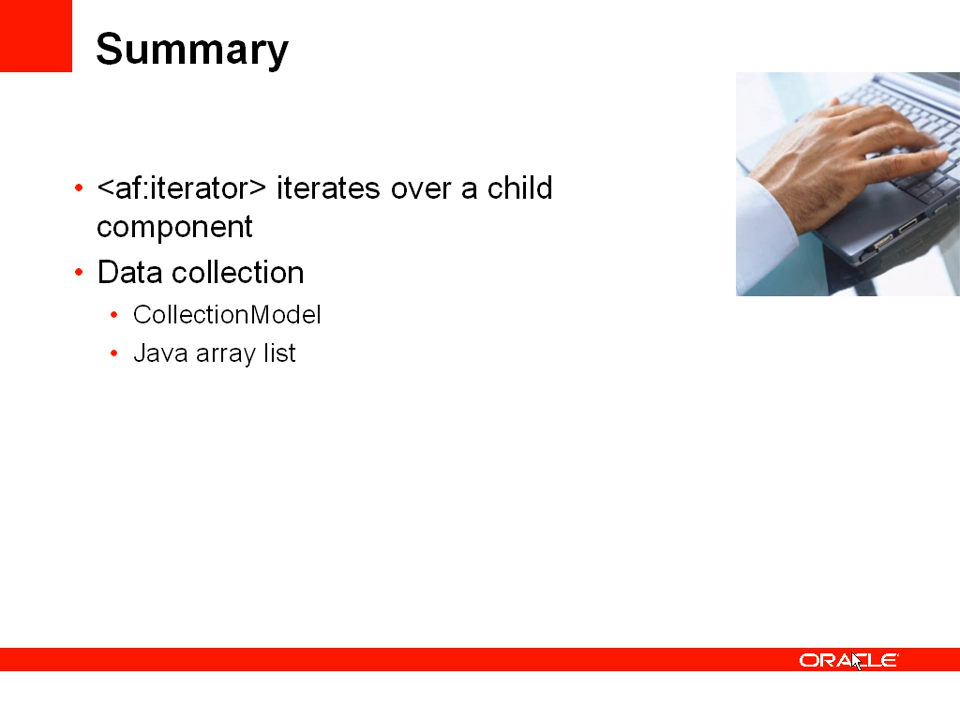 Summary
• <af:iterator> iterates over a child
component
• Data collection
• CollectionModel
• Java array list
ORACLE